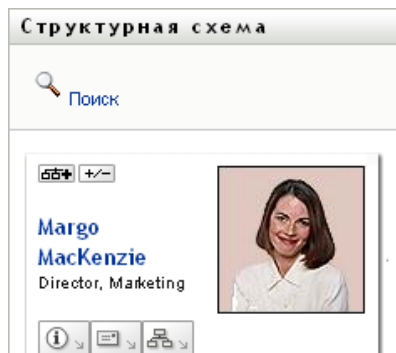 Структурная схема
Поиск
+/−
Margo
MacKenzie
Director, Marketing